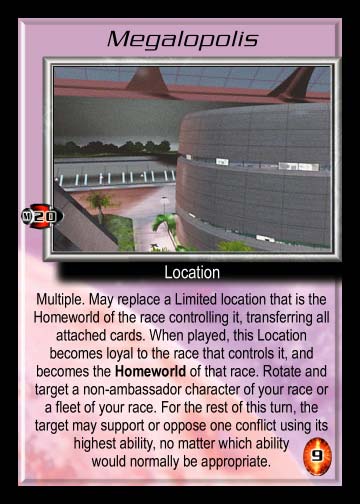 Megalopolis
M 20
Location
Multiple. May replace a Limited location that is the
Homeworld of the race controlling it, transferring all
attached cards. When played, this Location
becomes loyal to the race that controls it, and
becomes the Homeworld of that race. Rotate and
target a non-ambassador character of your race or
a fleet of your race. For the rest of this turn, the
target may support or oppose one conflict using its
highest ability, no matter which ability
would normally be appropriate.
9